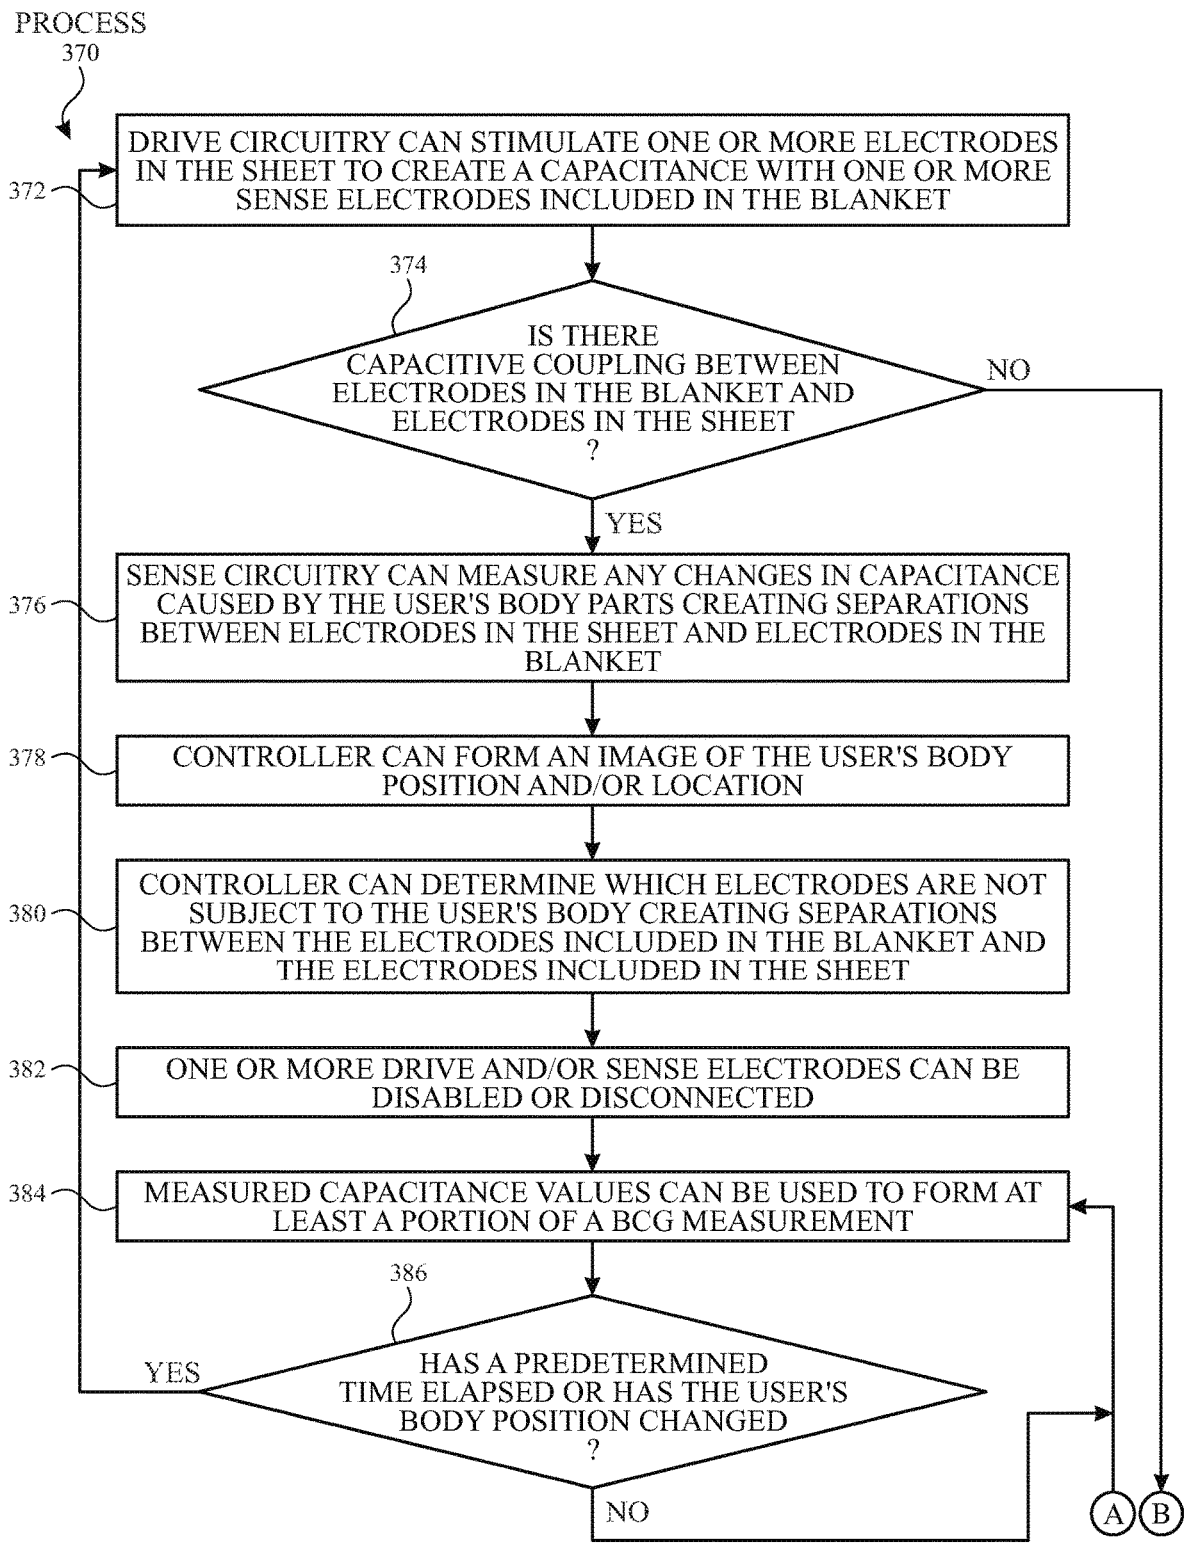 PROCESS
370
372
DRIVE CIRCUITRY CAN STIMULATE ONE OR MORE ELECTRODES
IN THE SHEET TO CREATE A CAPACITANCE WITH ONE OR MORE
SENSE ELECTRODES INCLUDED IN THE BLANKET
374
IS THERE
CAPACITIVE COUPLING BETWEEN
ELECTRODES IN THE BLANKET AND
ELECTRODES IN THE SHEET
?
NO
YES
376
SENSE CIRCUITRY CAN MEASURE ANY CHANGES IN CAPACITANCE
CAUSED BY THE USER'S BODY PARTS CREATING SEPARATIONS
BETWEEN ELECTRODES IN THE SHEET AND ELECTRODES IN THE
BLANKET
378
CONTROLLER CAN FORM AN IMAGE OF THE USER'S BODY
POSITION AND/OR LOCATION
380
CONTROLLER CAN DETERMINE WHICH ELECTRODES ARE NOT
SUBJECT TO THE USER'S BODY CREATING SEPARATIONS
BETWEEN THE ELECTRODES INCLUDED IN THE BLANKET AND
THE ELECTRODES INCLUDED IN THE SHEET
382
ONE OR MORE DRIVE AND/OR SENSE ELECTRODES CAN BE
DISABLED OR DISCONNECTED
384
MEASURED CAPACITANCE VALUES CAN BE USED TO FORM AT
LEAST A PORTION OF A BCG MEASUREMENT
386
YES
HAS A PREDETERMINED
TIME ELAPSED OR HAS THE USER'S
BODY POSITION CHANGED
?
NO
A
B